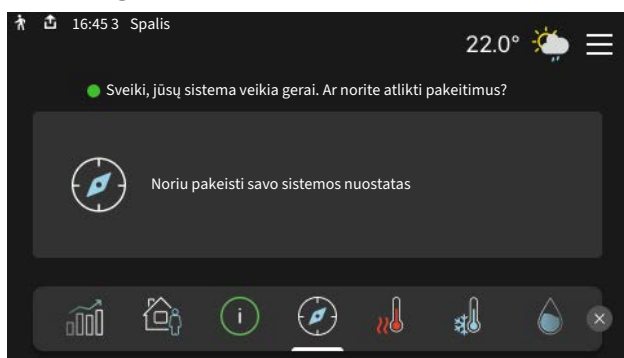 16:45 3 Spalis
22.0°
Sveiki, jūsų sistema veikia gerai. Ar norite atlikti pakeitimus?
Noriu pakeisti savo sistemos nuostatas
i